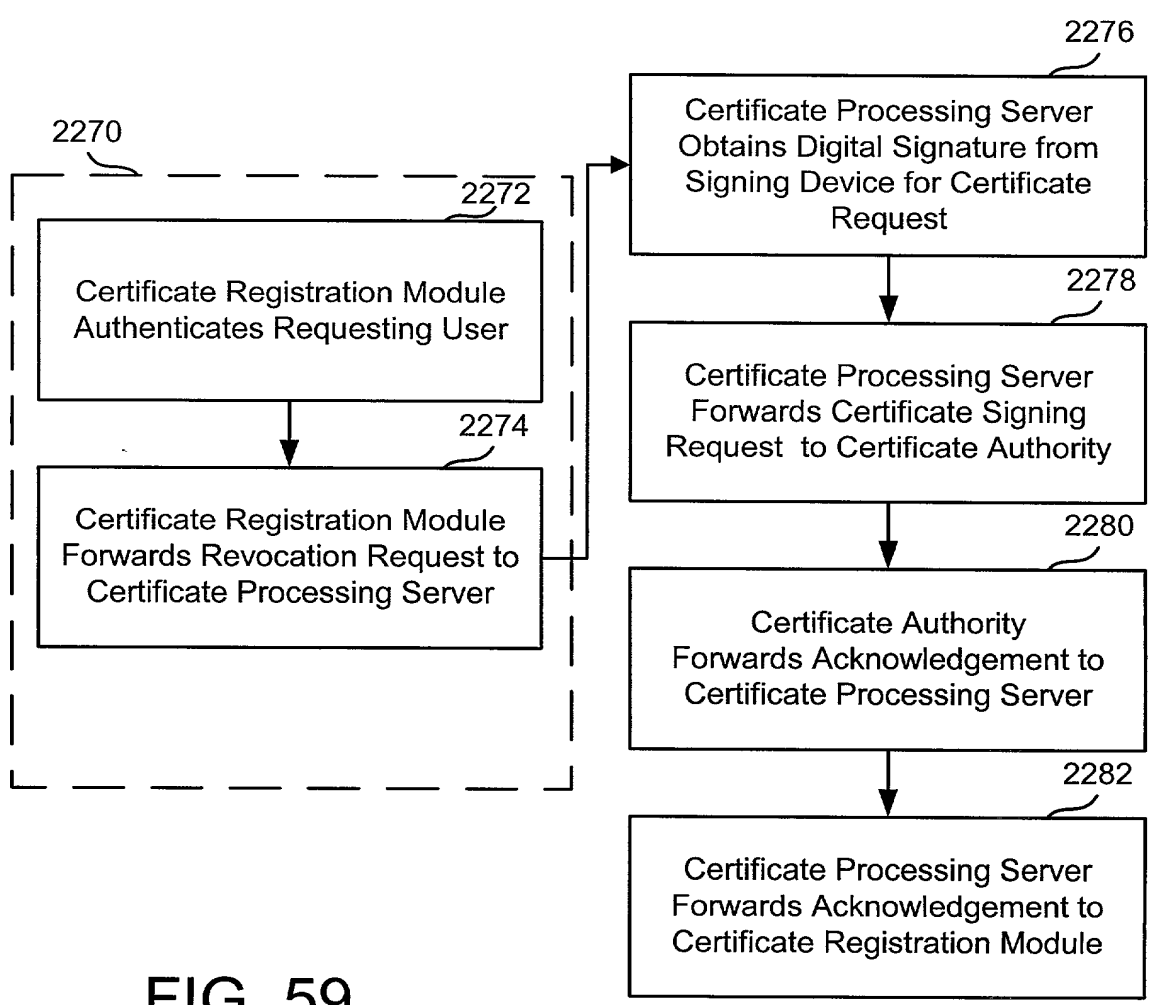 2270
2272
Certificate Registration Module
Authenticates Requesting User
2274
Certificate Registration Module
Forwards Revocation Request to
Certificate Processing Server
2276
Certificate Processing Server
Obtains Digital Signature from
Signing Device for Certificate
Request
2278
Certificate Processing Server
Forwards Certificate Signing
Request to Certificate Authority
2280
Certificate Authority
Forwards Acknowledgement to
Certificate Processing Server
2282
Certificate Processing Server
Forwards Acknowledgement to
Certificate Registration Module
FIG. 59